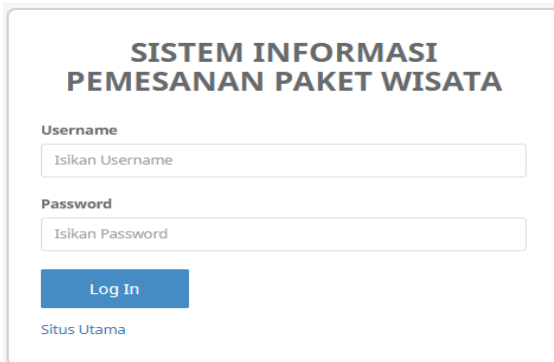 SISTEM INFORMASI
PEMESANAN PAKET WISATA
Username
Isikan Username
Password
Isikan Password
Log In
Situs Utama